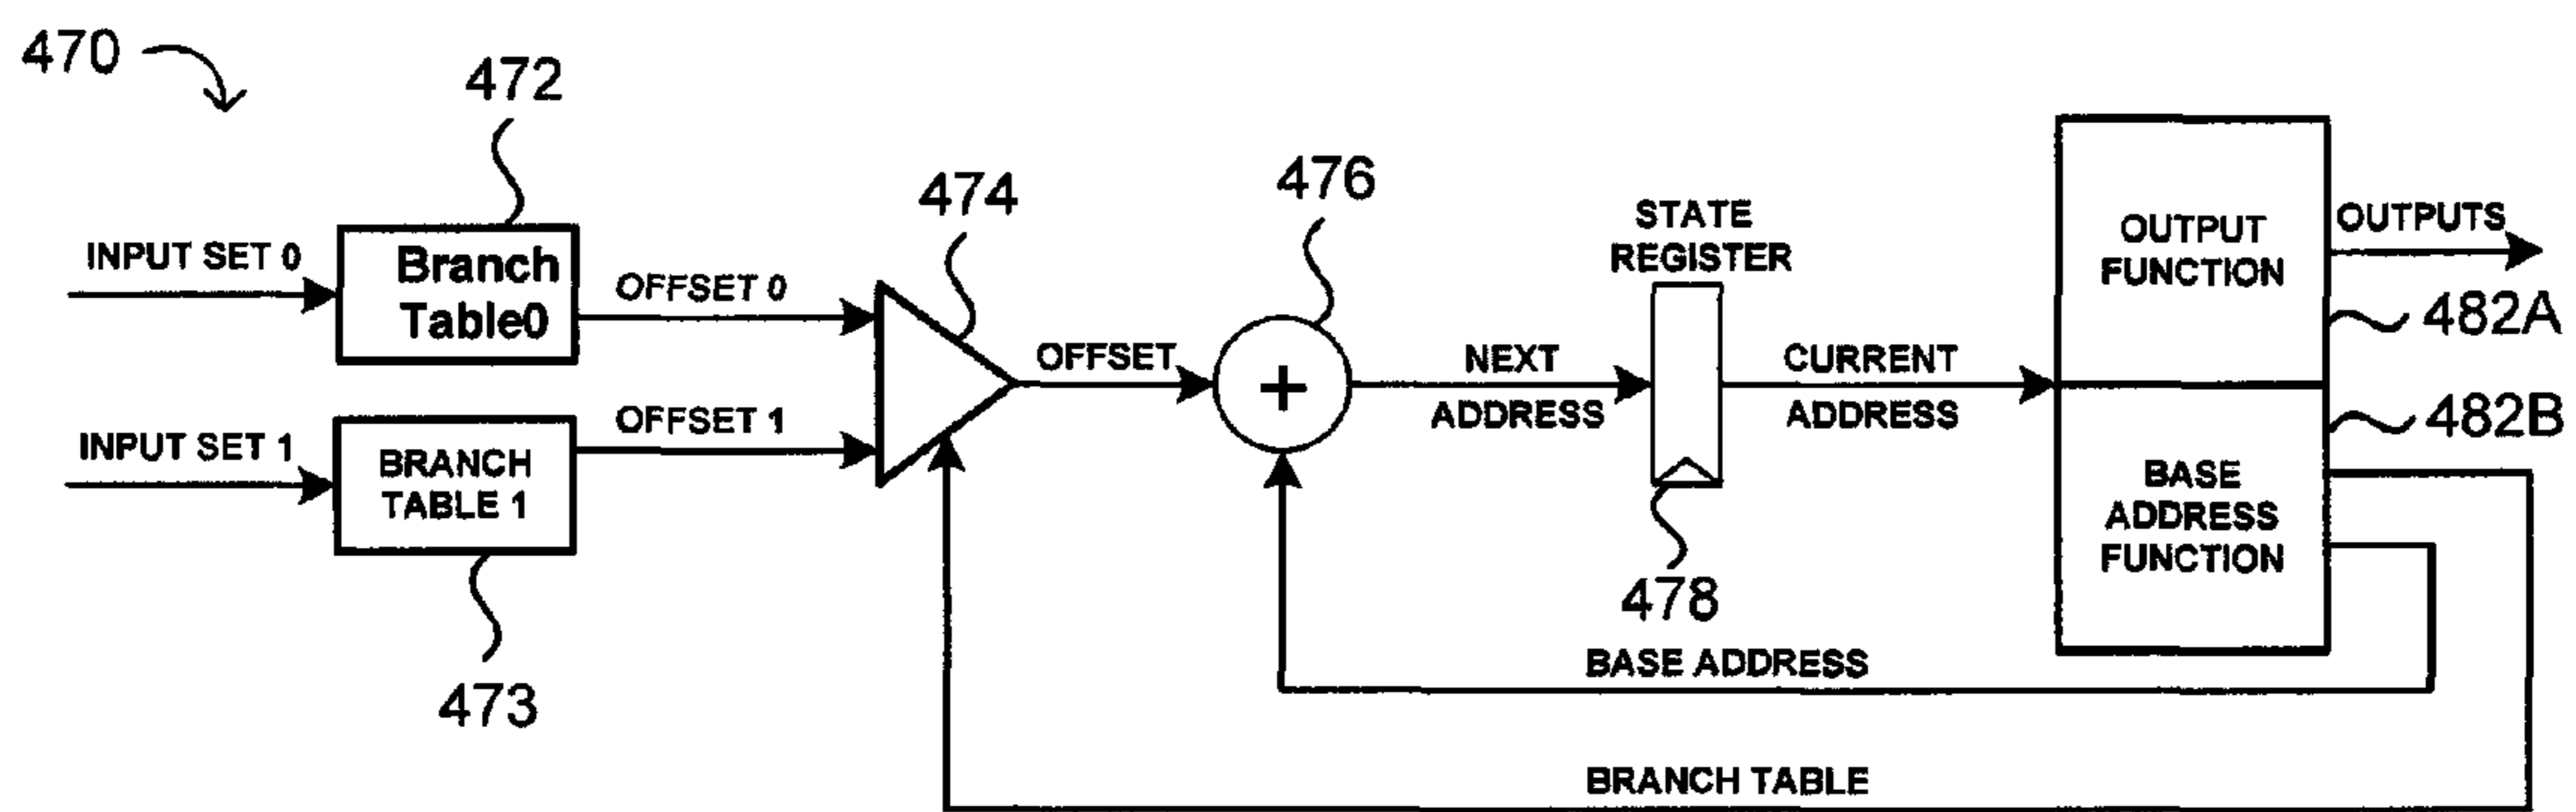 470
472
474
476
STATE
REGISTER
INPUT SET 0
Branch
Table0
OFFSET 0
OUTPUT
FUNCTION
OUTPUTS
482A
OFFSET
NEXT
ADDRESS
CURRENT
ADDRESS
482B
INPUT SET 1
BRANCH
TABLE 1
OFFSET 1
+
BASE
ADDRESS
FUNCTION
473
478
BASE ADDRESS
BRANCH TABLE